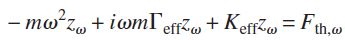 − mω²z_ω + iωmΓ_eff z_ω + K_eff z_ω = F_th,ω